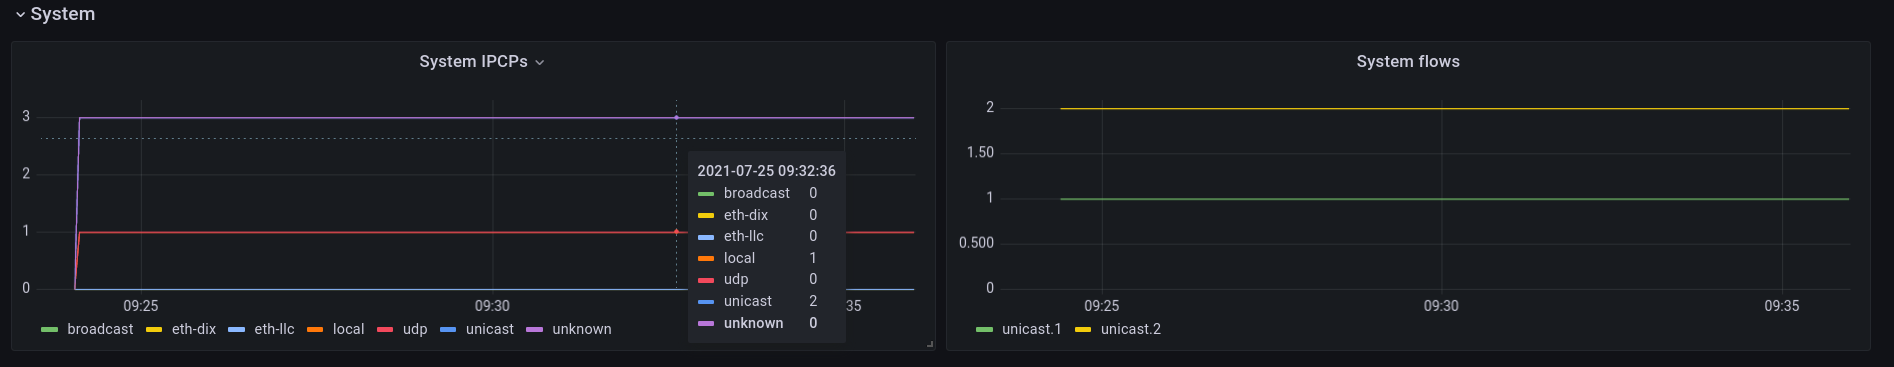 System
System IPCPs
3
2
1
0
09:25 09:30 35
2021-07-25 09:32:36
broadcast 0
eth-dix 0
eth-llc 0
local 1
udp 0
unicast 2
unknown 0
broadcast eth-dix eth-llc local udp unicast unknown
System flows
2
1.50
1
0.500
0
09:25 09:30 09:35
unicast.1 unicast.2